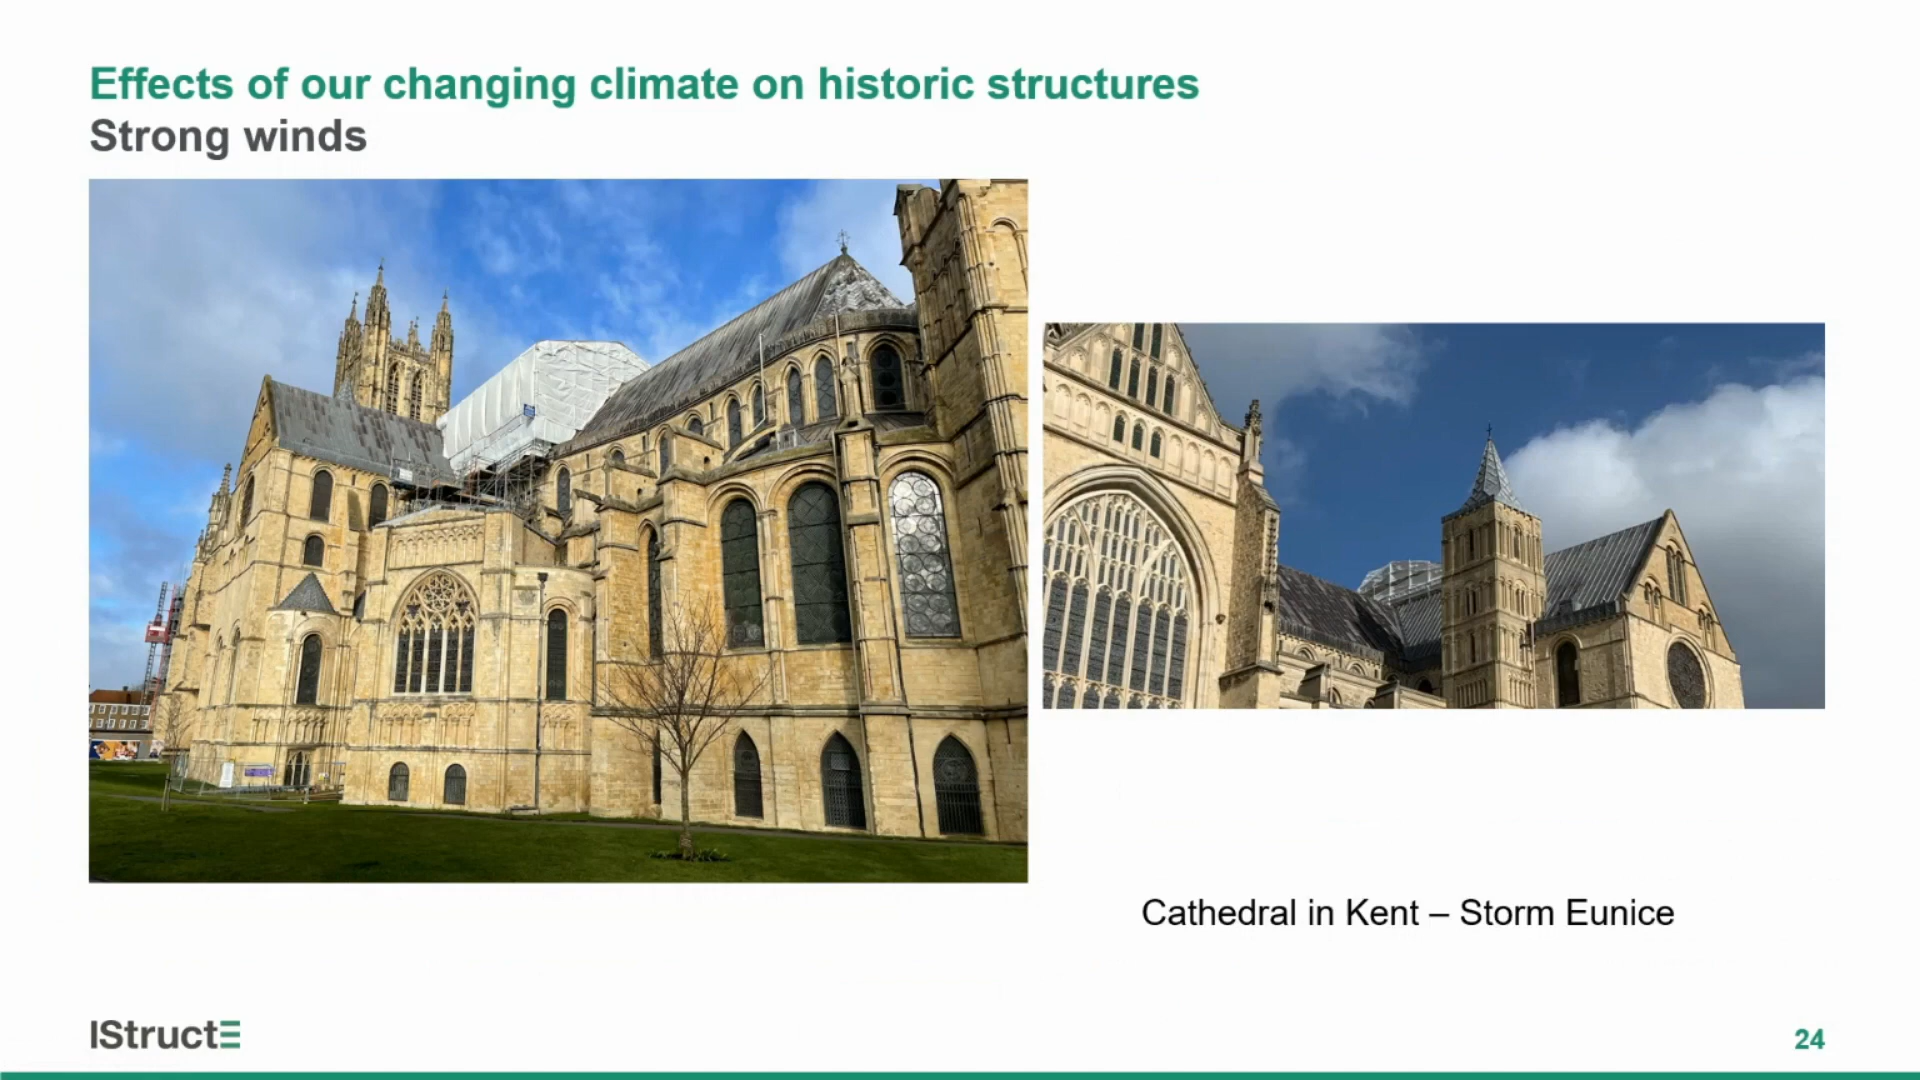 Effects of our changing climate on historic structures
Strong winds
Cathedral in Kent – Storm Eunice
IStructE
24